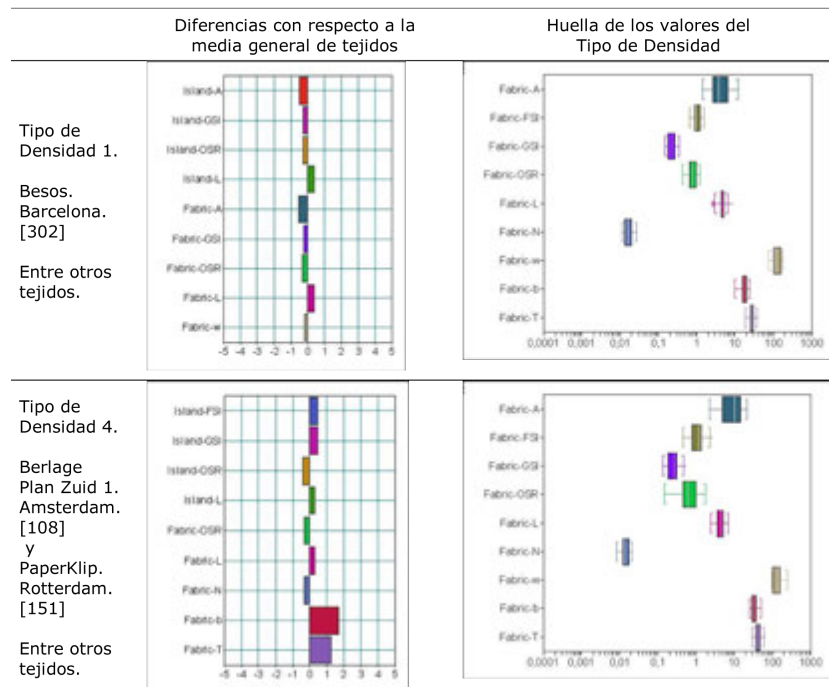 Diferencias con respecto a la
media general de tejidos
Huella de los valores del
Tipo de Densidad
Tipo de
Densidad 1.
Besos.
Barcelona.
[302]
Entre otros
tejidos.
Island-A
Island-GSI
Island-OSR
Island-L
Fabric-A
Fabric-GSI
Fabric-OSR
Fabric-L
Fabric-w
-5 -4 -3 -2 -1 0 1 2 3 4 5
Fabric-A
Fabric-FSI
Fabric-GSI
Fabric-OSR
Fabric-L
Fabric-N
Fabric-w
Fabric-b
Fabric-T
0,0001 0,001 0,01 0,1 1 10 100 1000
Tipo de
Densidad 4.
Berlage
Plan Zuid 1.
Amsterdam.
[108]
y
PaperKlip.
Rotterdam.
[151]
Entre otros
tejidos.
Island-FSI
Island-GSI
Island-OSR
Island-L
Fabric-OSR
Fabric-L
Fabric-N
Fabric-b
Fabric-T
-5 -4 -3 -2 -1 0 1 2 3 4 5
Fabric-A
Fabric-FSI
Fabric-GSI
Fabric-OSR
Fabric-L
Fabric-N
Fabric-w
Fabric-b
Fabric-T
0,0001 0,001 0,01 0,1 1 10 100 1000